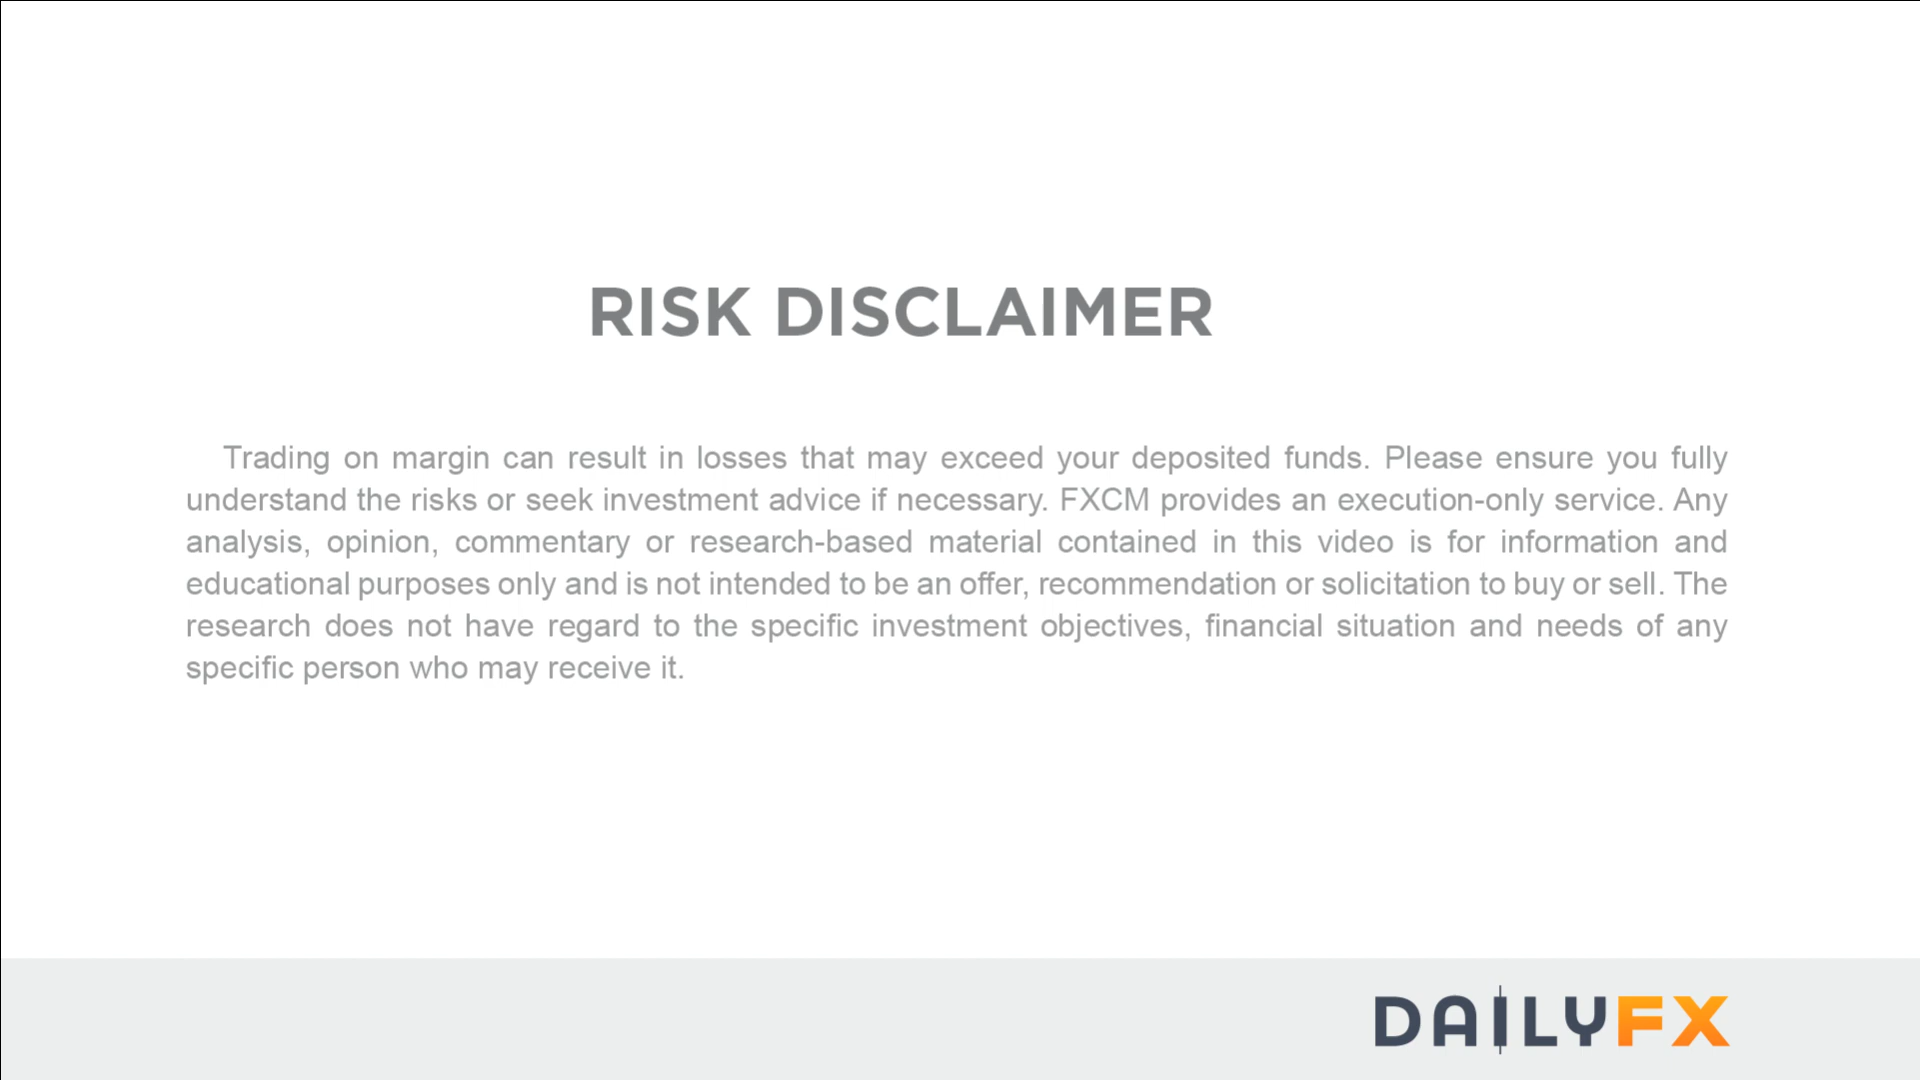 RISK DISCLAIMER
Trading on margin can result in losses that may exceed your deposited funds. Please ensure you fully
understand the risks or seek investment advice if necessary. FXCM provides an execution-only service. Any
analysis, opinion, commentary or research-based material contained in this video is for information and
educational purposes only and is not intended to be an offer, recommendation or solicitation to buy or sell. The
research does not have regard to the specific investment objectives, financial situation and needs of any
specific person who may receive it.
DAILYFX